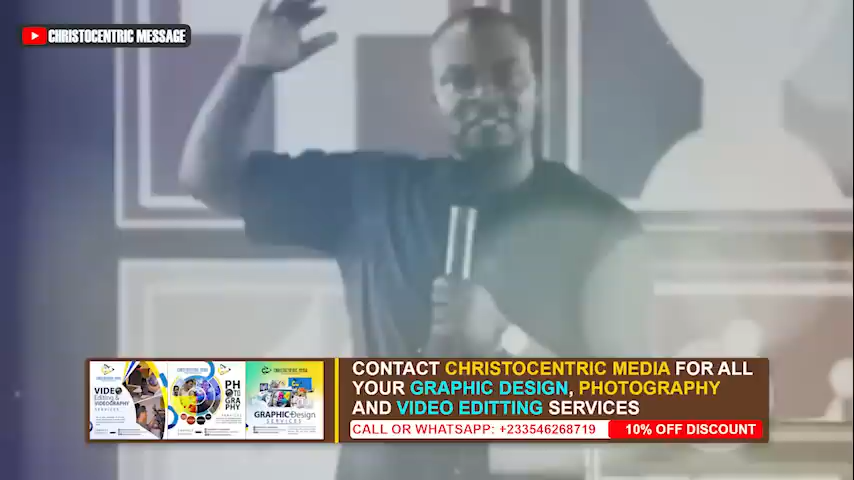 CHRISTOCENTRIC MESSAGE
CONTACT CHRISTOCENTRIC MEDIA FOR ALL
YOUR GRAPHIC DESIGN, PHOTOGRAPHY
AND VIDEO EDITTING SERVICES
CALL OR WHATSAPP: +233546268719
10% OFF DISCOUNT
VIDEO
Editing &
VIDEOGRAPHY
SERVICES
PH
TO
GRA
PHY
GRAPHIC Design
SERVICES